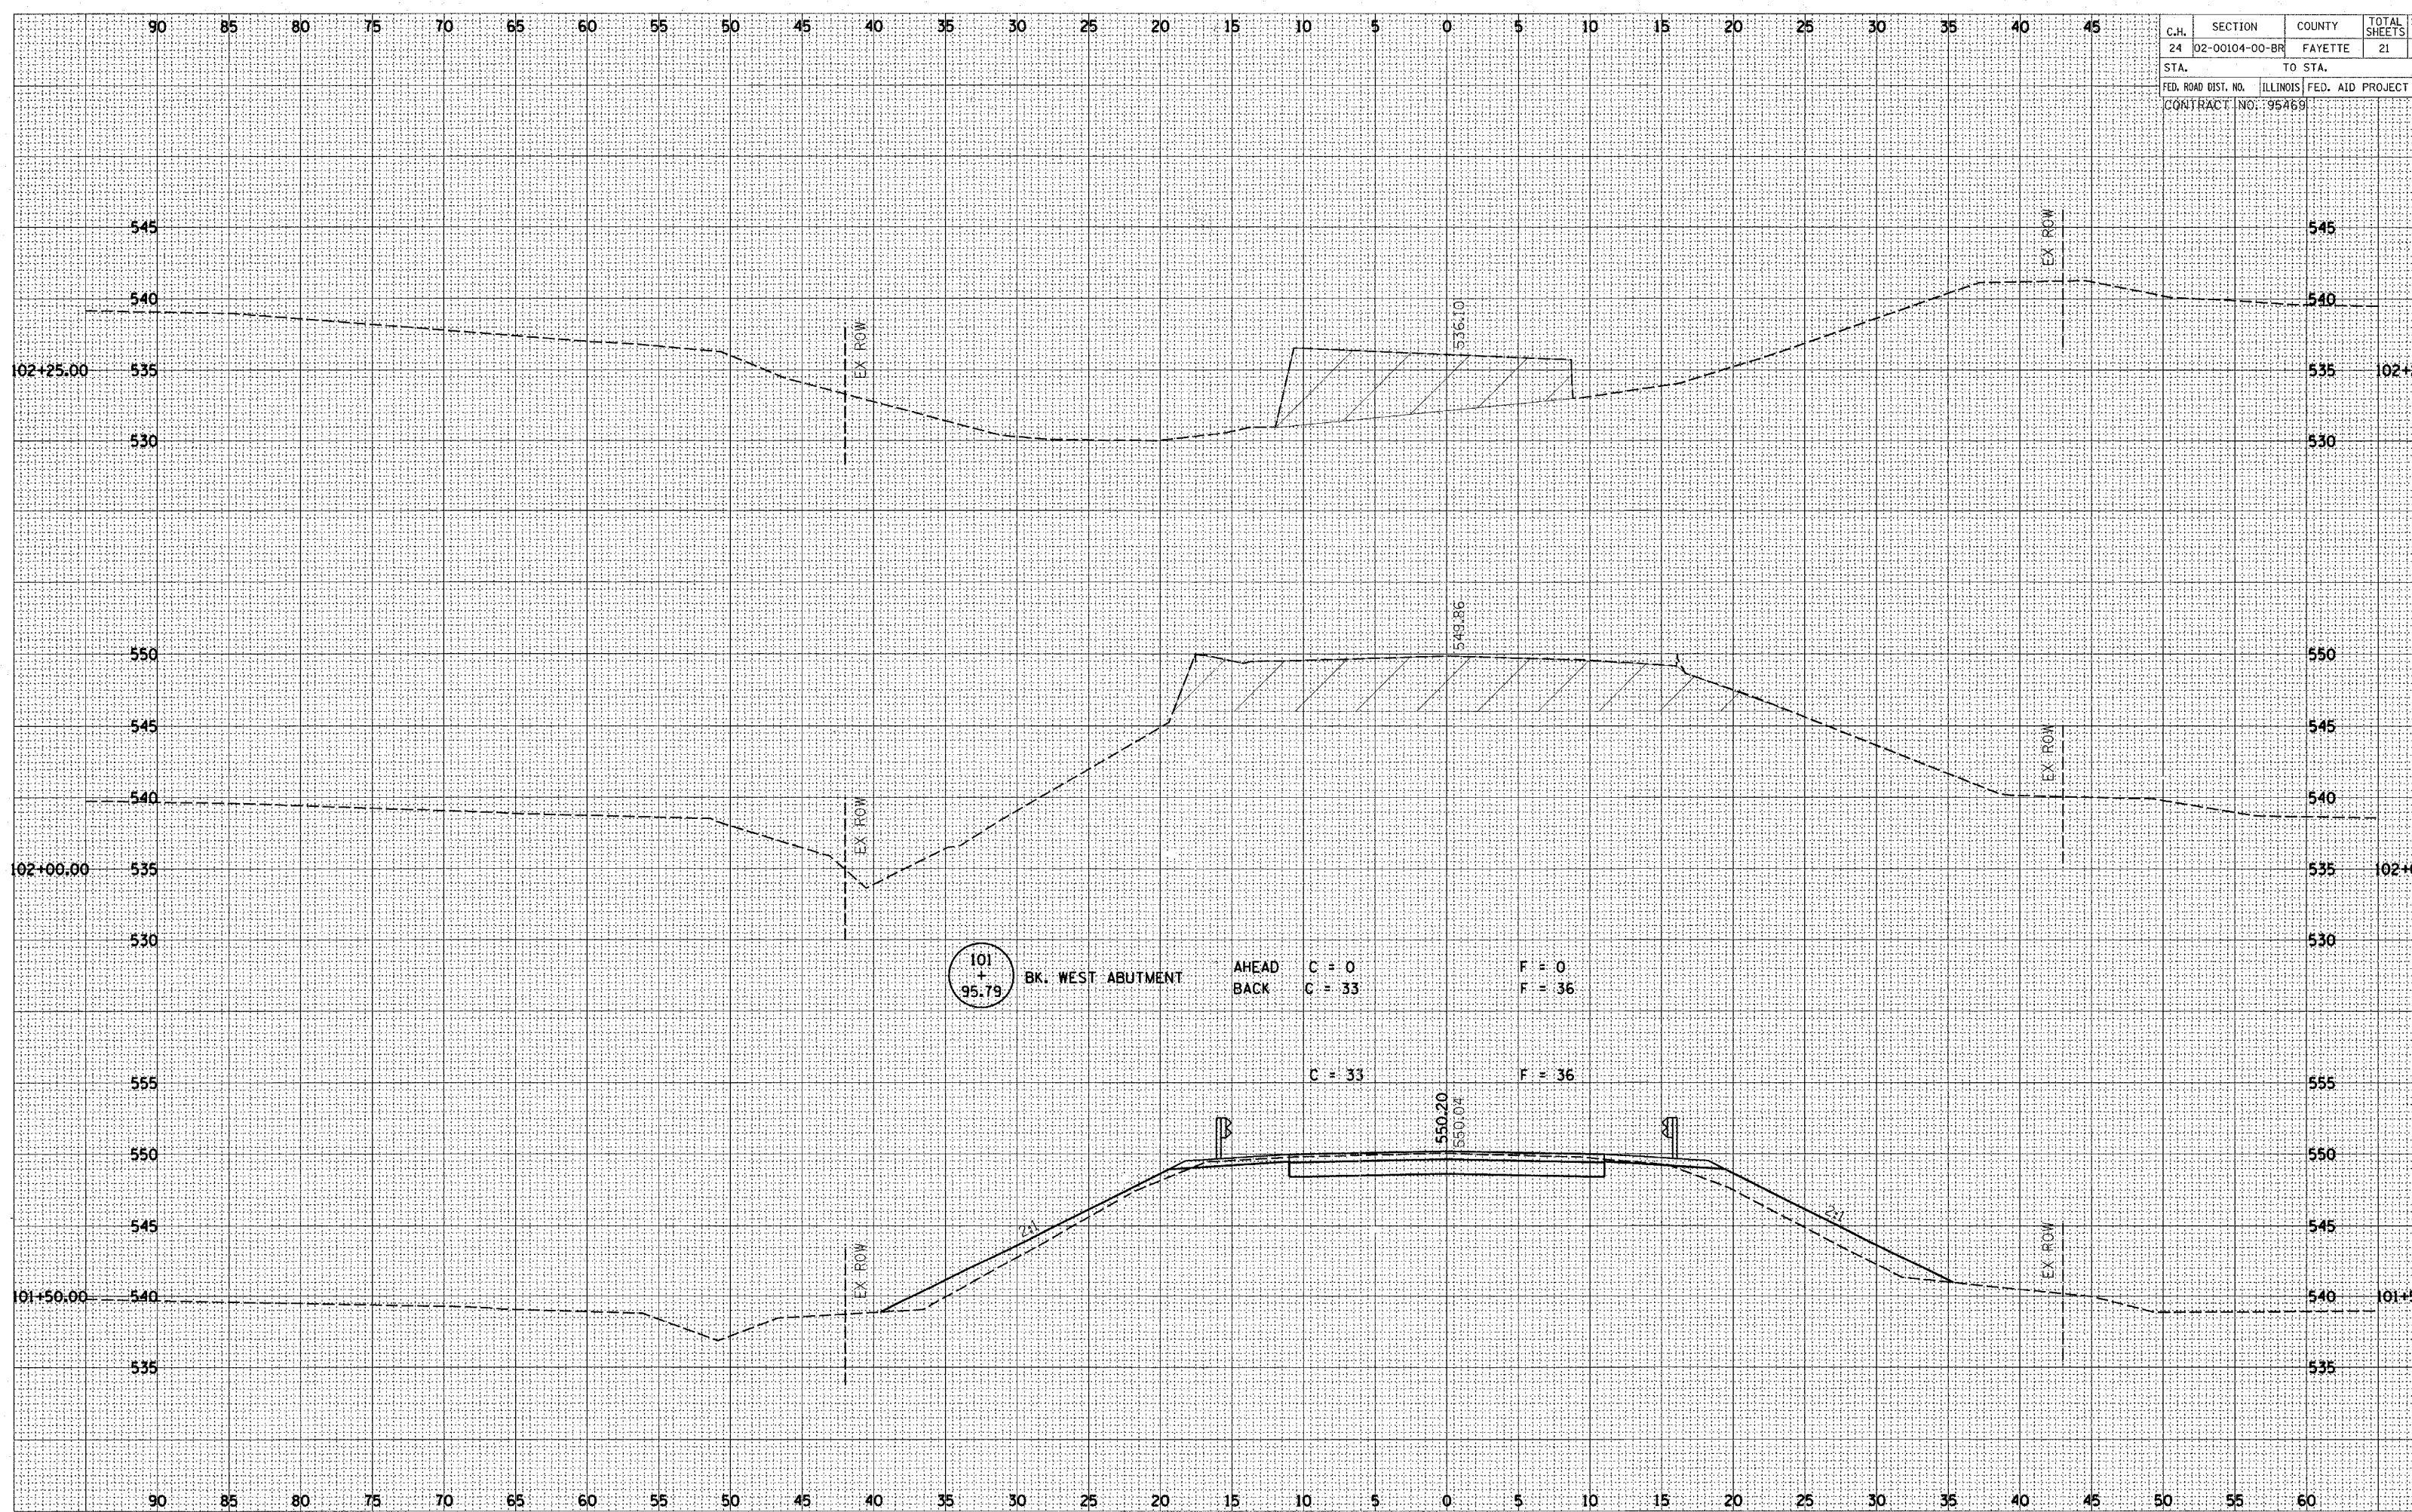 90 85 80 75 70 65 60 55 50 45 40 35 30 25 20 15 10 5 0 5 10 15 20 25 30 35 40 45
C.H. SECTION COUNTY TOTAL SHEETS
24 02-00104-00-BR FAYETTE 21
STA. TO STA.
FED. ROAD DIST. NO. ILLINOIS FED. AID PROJECT
CONTRACT NO. 95469
545 EX ROW 545
540 536.10 540
102+25.00 535 EX ROW 535
530 530
549.86
550 550
545 EX ROW 545
540 EX ROW 540
102+00.00 535 535
530 530
101 + 95.79 BK. WEST ABUTMENT
AHEAD C = 0 F = 0
BACK C = 33 F = 36
555 C = 33 F = 36 555
550.20 550.04
550 550
545 2:1 2:1 545
EX ROW EX ROW
101+50.00 540 540
535 535
90 85 80 75 70 65 60 55 50 45 40 35 30 25 20 15 10 5 0 5 10 15 20 25 30 35 40 45 50 55 60